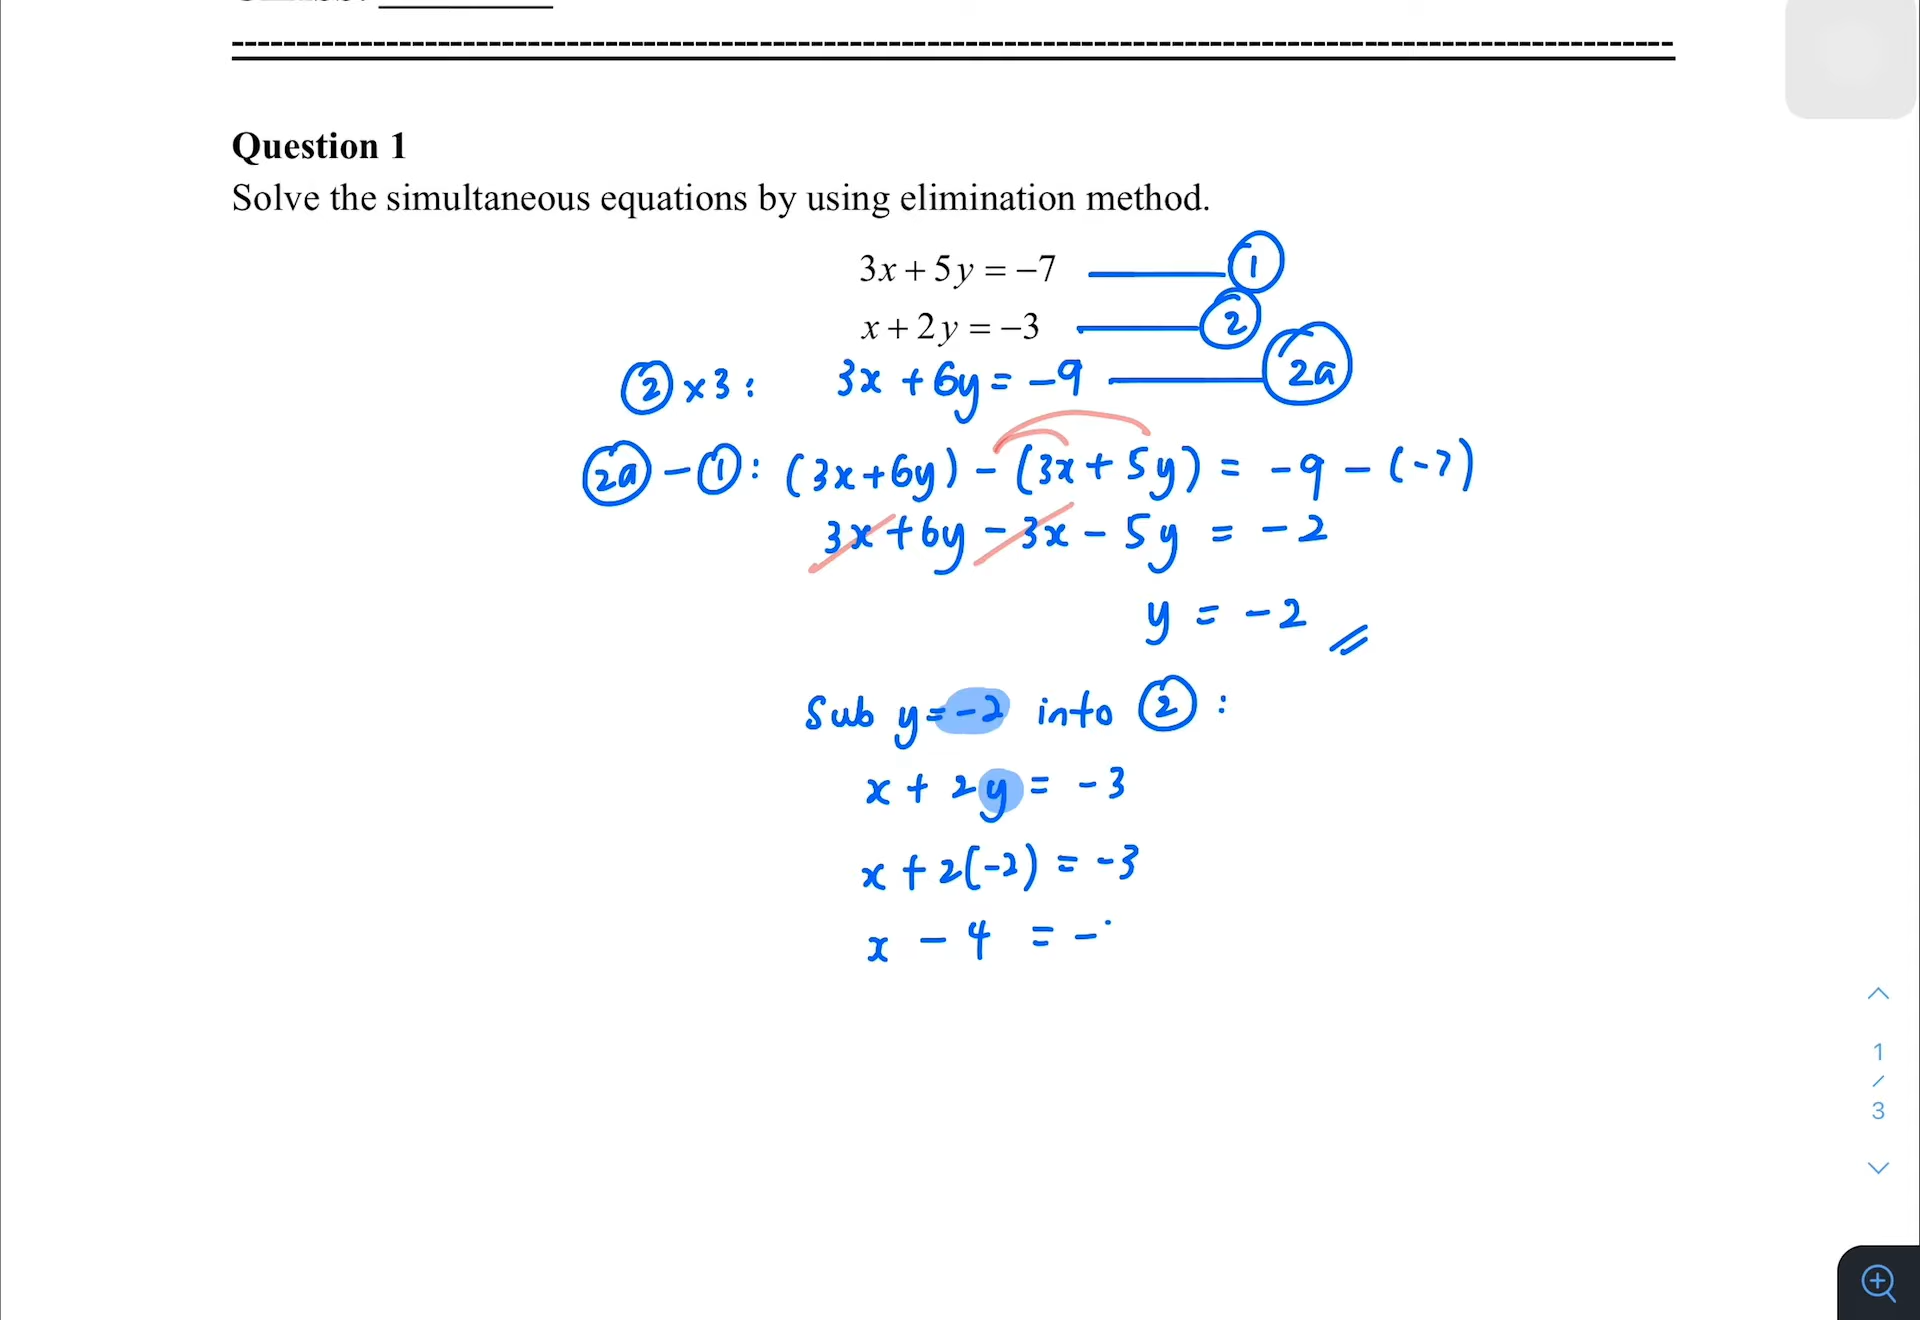 Question 1
Solve the simultaneous equations by using elimination method.
3x + 5y = −7 ——— ①
x + 2y = −3 ——— ②
② × 3 : 3x + 6y = −9 ——— 2a
2a − ① : (3x + 6y) − (3x + 5y) = −9 − (−7)
3x + 6y − 3x − 5y = −2
y = −2 //
Sub y = −2 into ② :
x + 2y = −3
x + 2(−2) = −3
x − 4 = −
1
/
3